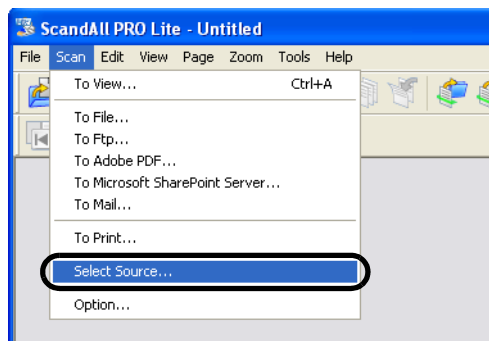 ScandAll PRO Lite - Untitled
File Scan Edit View Page Zoom Tools Help
To View... Ctrl+A
To File...
To Ftp...
To Adobe PDF...
To Microsoft SharePoint Server...
To Mail...
To Print...
Select Source...
Option...